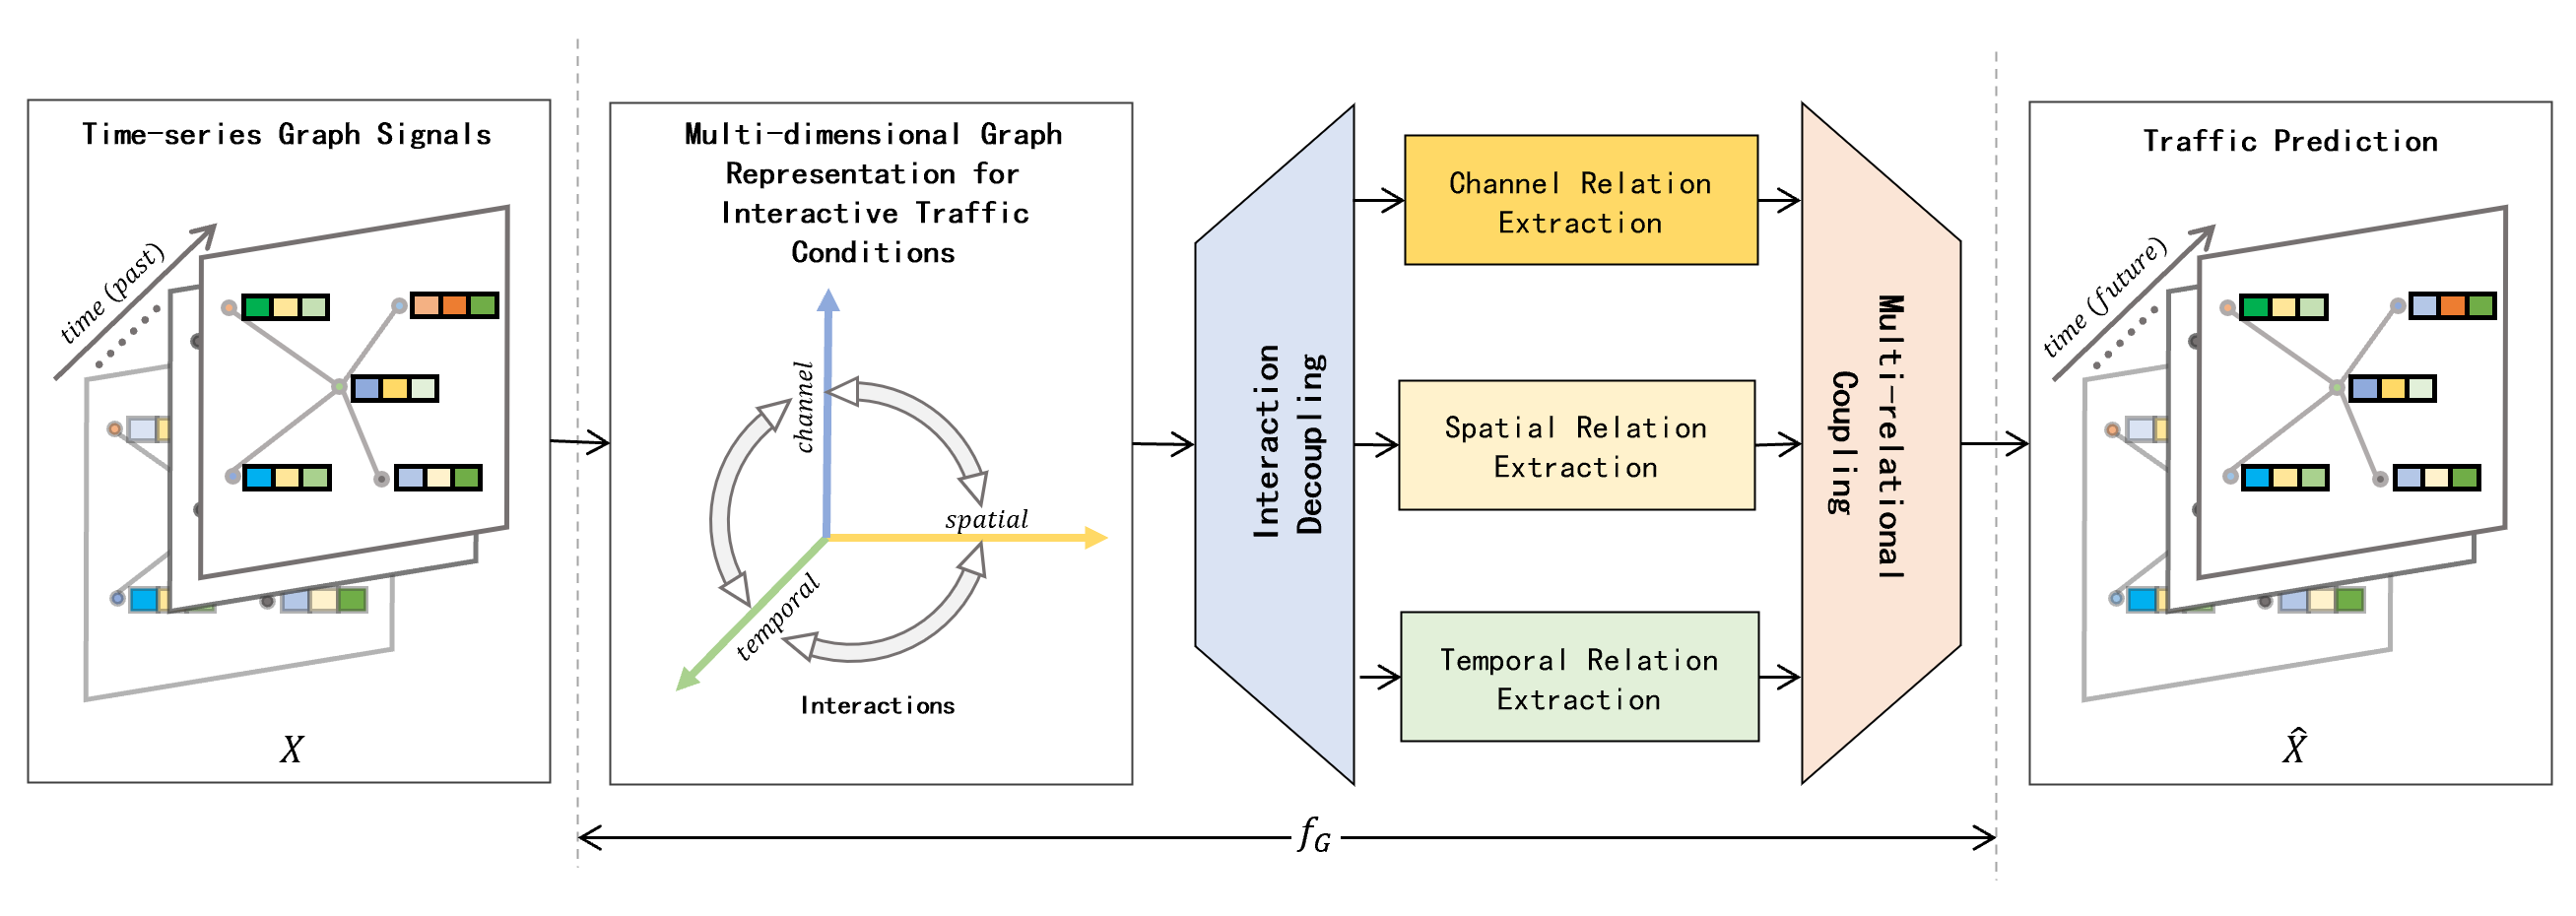 Time-series Graph Signals
time (past)
X
Multi-dimensional Graph
Representation for
Interactive Traffic
Conditions
channel
spatial
temporal
Interactions
Interaction
Decoupling
Channel Relation
Extraction
Spatial Relation
Extraction
Temporal Relation
Extraction
Multi-relational
Coupling
f_G
Traffic Prediction
time (future)
X̂